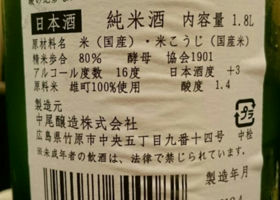 日本酒 純米酒 内容量 1.8L
原材料名 米(国産)・米こうじ(国産米)
精米歩合 80% 酵母 協会1901
アルコール度数 16度 日本酒度 +3
原料米 雄町100%使用 酸度 1.4
製造元
中尾醸造株式会社
広島県竹原市中央五丁目九番十四号
※未成年者の飲酒は、法律で禁じられています。
プラ
栓
製造年月